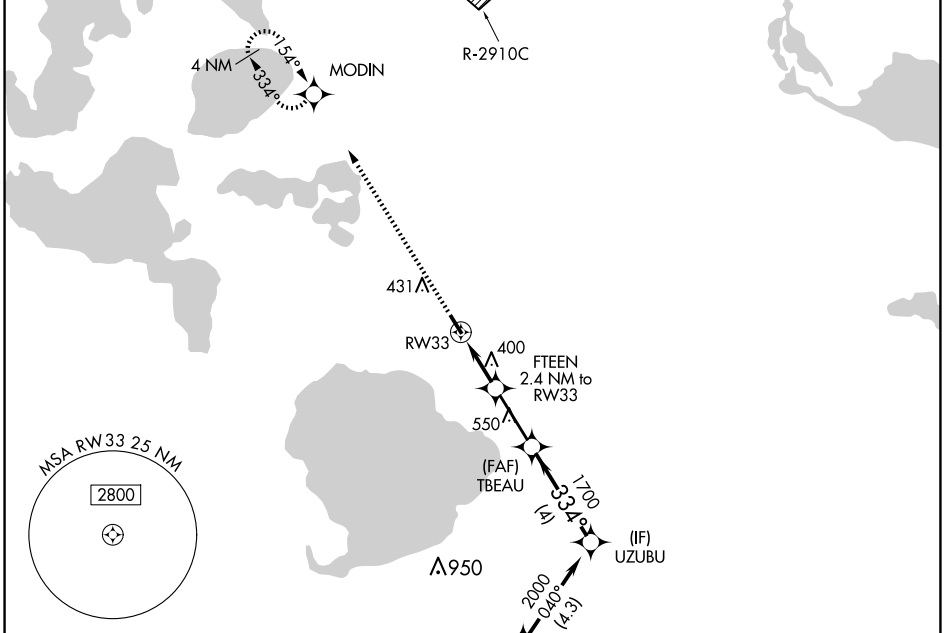 R-2910C
4 NM
154°
334°
MODIN
431
RW33
400
FTEEN
2.4 NM to
RW33
550
(FAF)
TBEAU
1700
334°
(4)
(IF)
UZUBU
MSA RW33 25 NM
2800
950
2000
040°
(4.3)